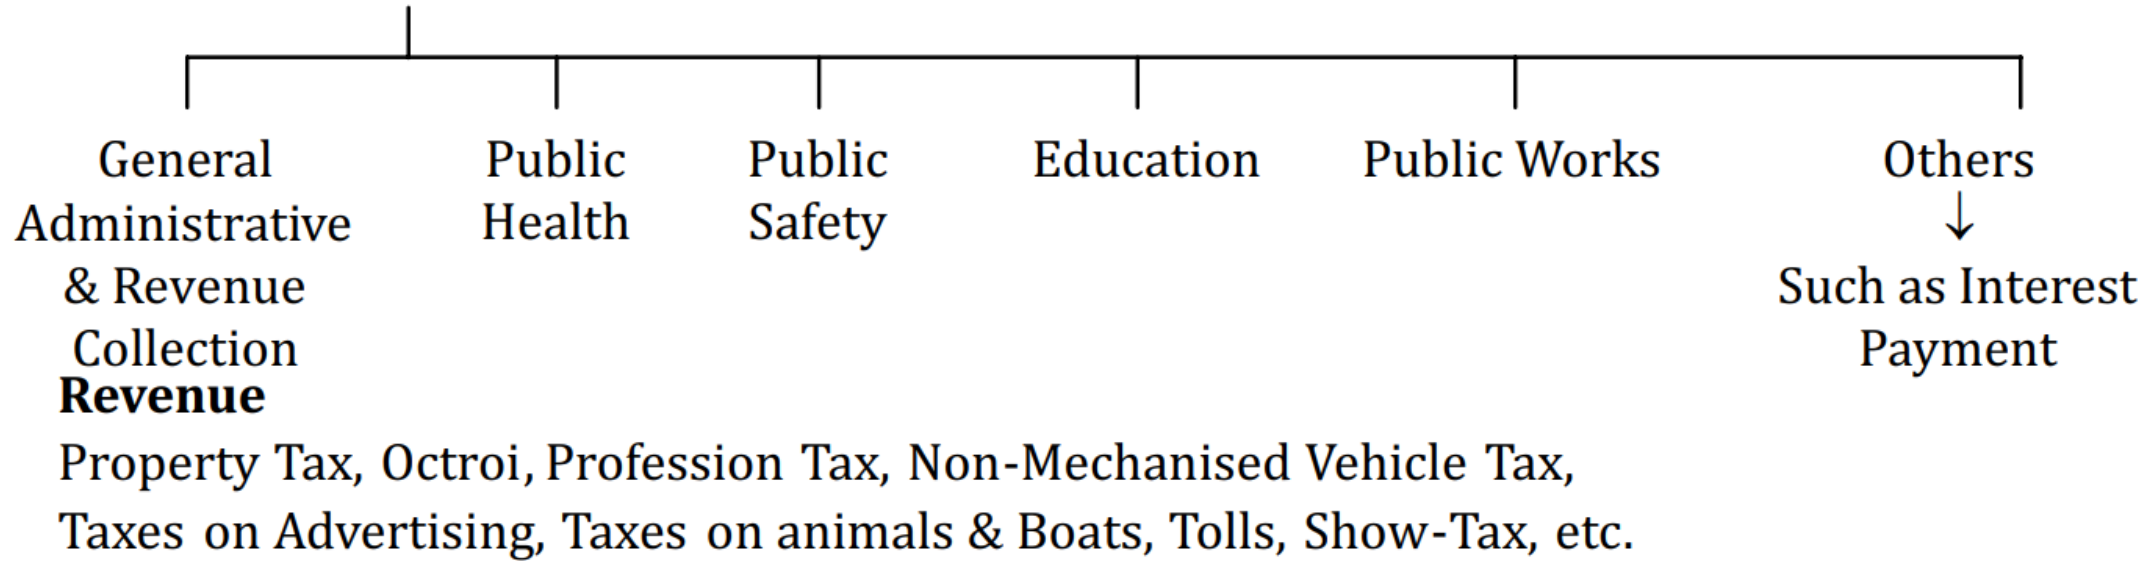 General Public Public Education Public Works Others
Administrative Health Safety ↓
& Revenue Such as Interest
Collection Payment
Revenue
Property Tax, Octroi, Profession Tax, Non-Mechanised Vehicle Tax,
Taxes on Advertising, Taxes on animals & Boats, Tolls, Show-Tax, etc.